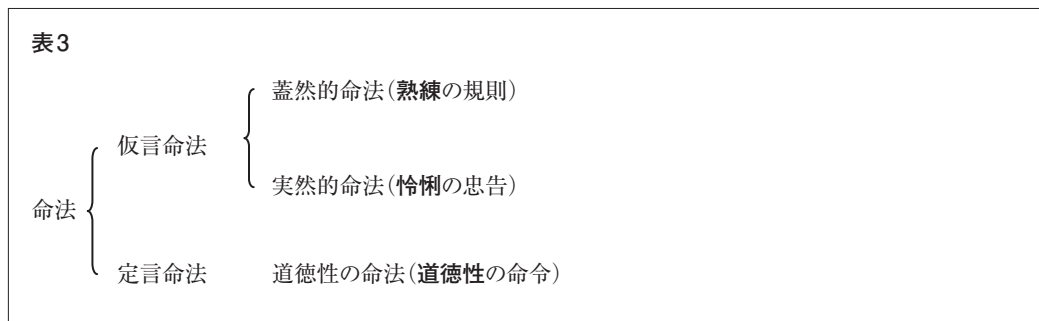 表3
蓋然的命法(熟練の規則)
仮言命法
実然的命法(怜悧の忠告)
命法
定言命法 道徳性の命法(道徳性の命令)